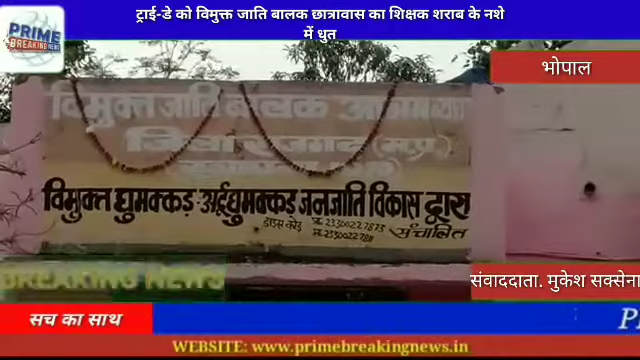 ट्राई-डे को विमुक्त जाति बालक छात्रावास का शिक्षक शराब के नशे
में धुत
PRIME
BREAKING NEWS
भोपाल
विमुक्त जाति बालक
जिला (म.प्र.)
विमुक्त घुमक्कड़-अर्द्धघुमक्कड़ जनजाति विकास द्वारा
डाइस कोड
संचालित
BREAKING NEWS
संवाददाता. मुकेश सक्सेना
सच का साथ
WEBSITE: www.primebreakingnews.in